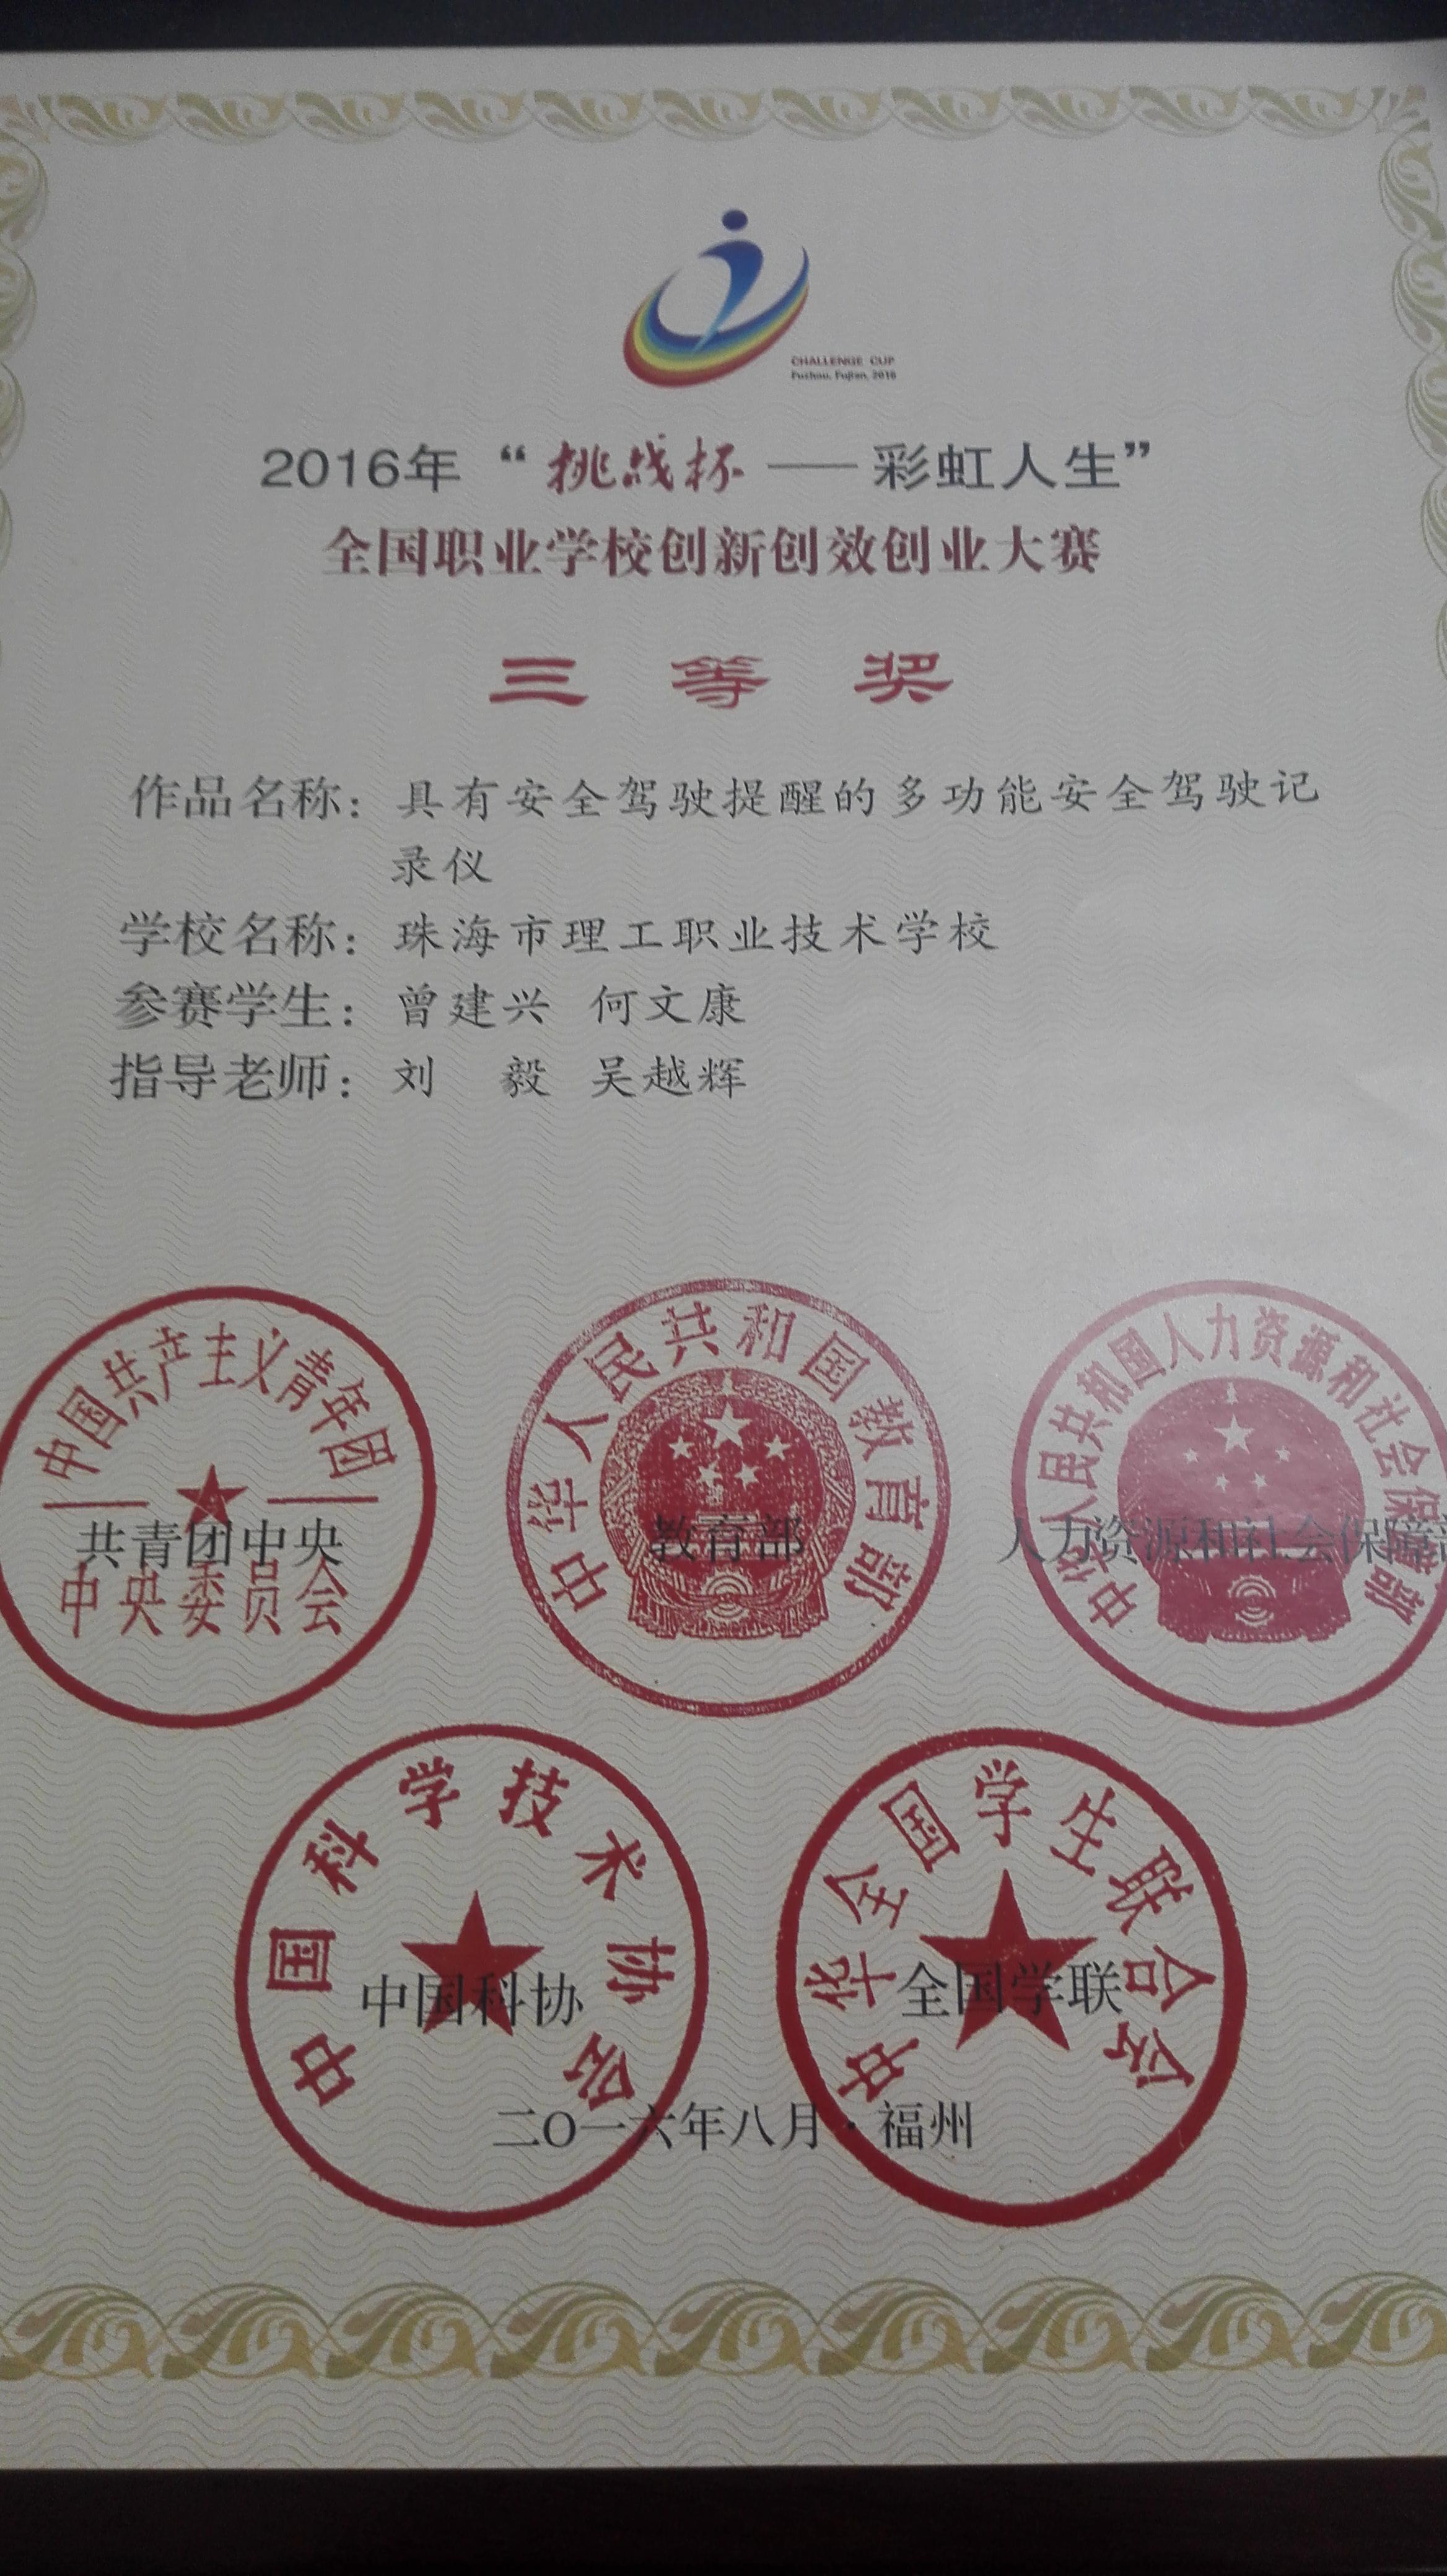 CHALLENGE CUP
Fuzhou, Fujian, 2016
2016年“挑战杯——彩虹人生”
全国职业学校创新创效创业大赛
三等奖
作品名称：具有安全驾驶提醒的多功能安全驾驶记
录仪
学校名称：珠海市理工职业技术学校
参赛学生：曾建兴 何文康
指导老师：刘 毅 吴越辉
中国共产主义青年团
中央委员会
共青团中央
中华人民共和国教育部
教育部
中华人民共和国人力资源和社会保障部
人力资源和社会保障部
中国科学技术协会
中国科协
中华全国学生联合会
全国学联
二〇一六年八月·福州